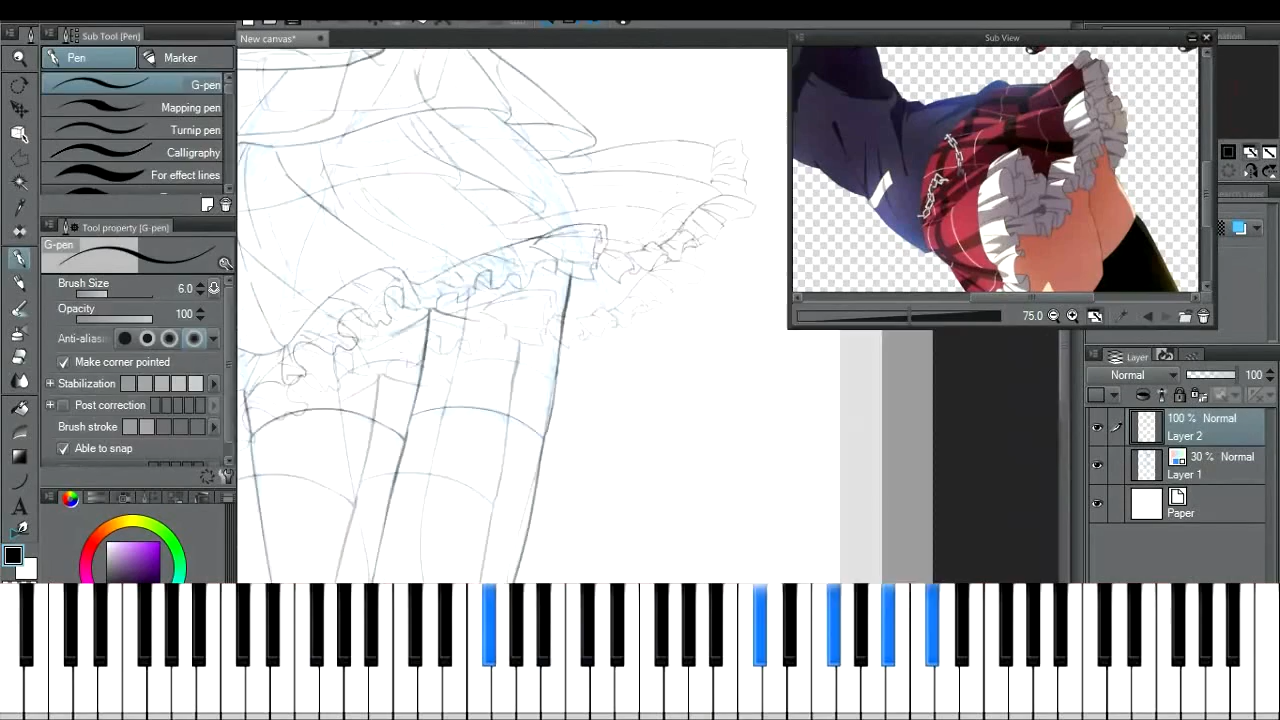 Sub Tool [Pen]
New canvas*
Sub View
Pen
Marker
G-pen
Mapping pen
Turnip pen
Calligraphy
For effect lines
Tool property [G-pen]
G-pen
Brush Size
6.0
Opacity
100
Anti-alias
Make corner pointed
Stabilization
Post correction
Brush stroke
Able to snap
75.0
Layer
Normal
100
100 % Normal
Layer 2
30 % Normal
Layer 1
Paper